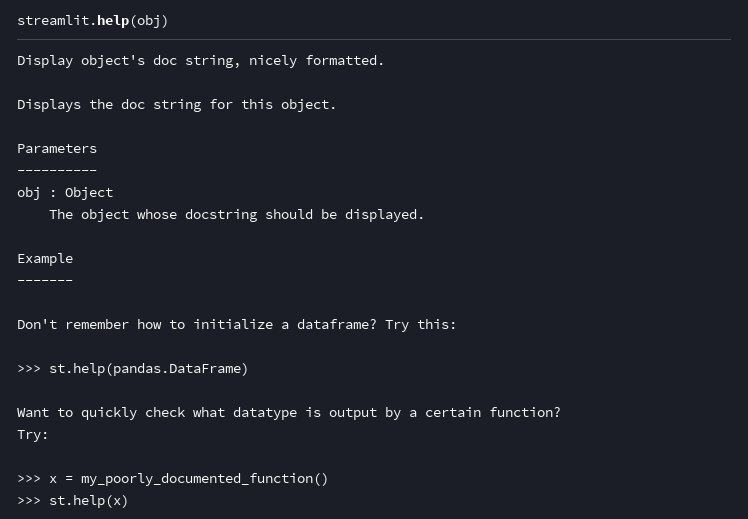 streamlit.help(obj)
Display object's doc string, nicely formatted.
Displays the doc string for this object.
Parameters
----------
obj : Object
The object whose docstring should be displayed.
Example
-------
Don't remember how to initialize a dataframe? Try this:
>>> st.help(pandas.DataFrame)
Want to quickly check what datatype is output by a certain function?
Try:
>>> x = my_poorly_documented_function()
>>> st.help(x)